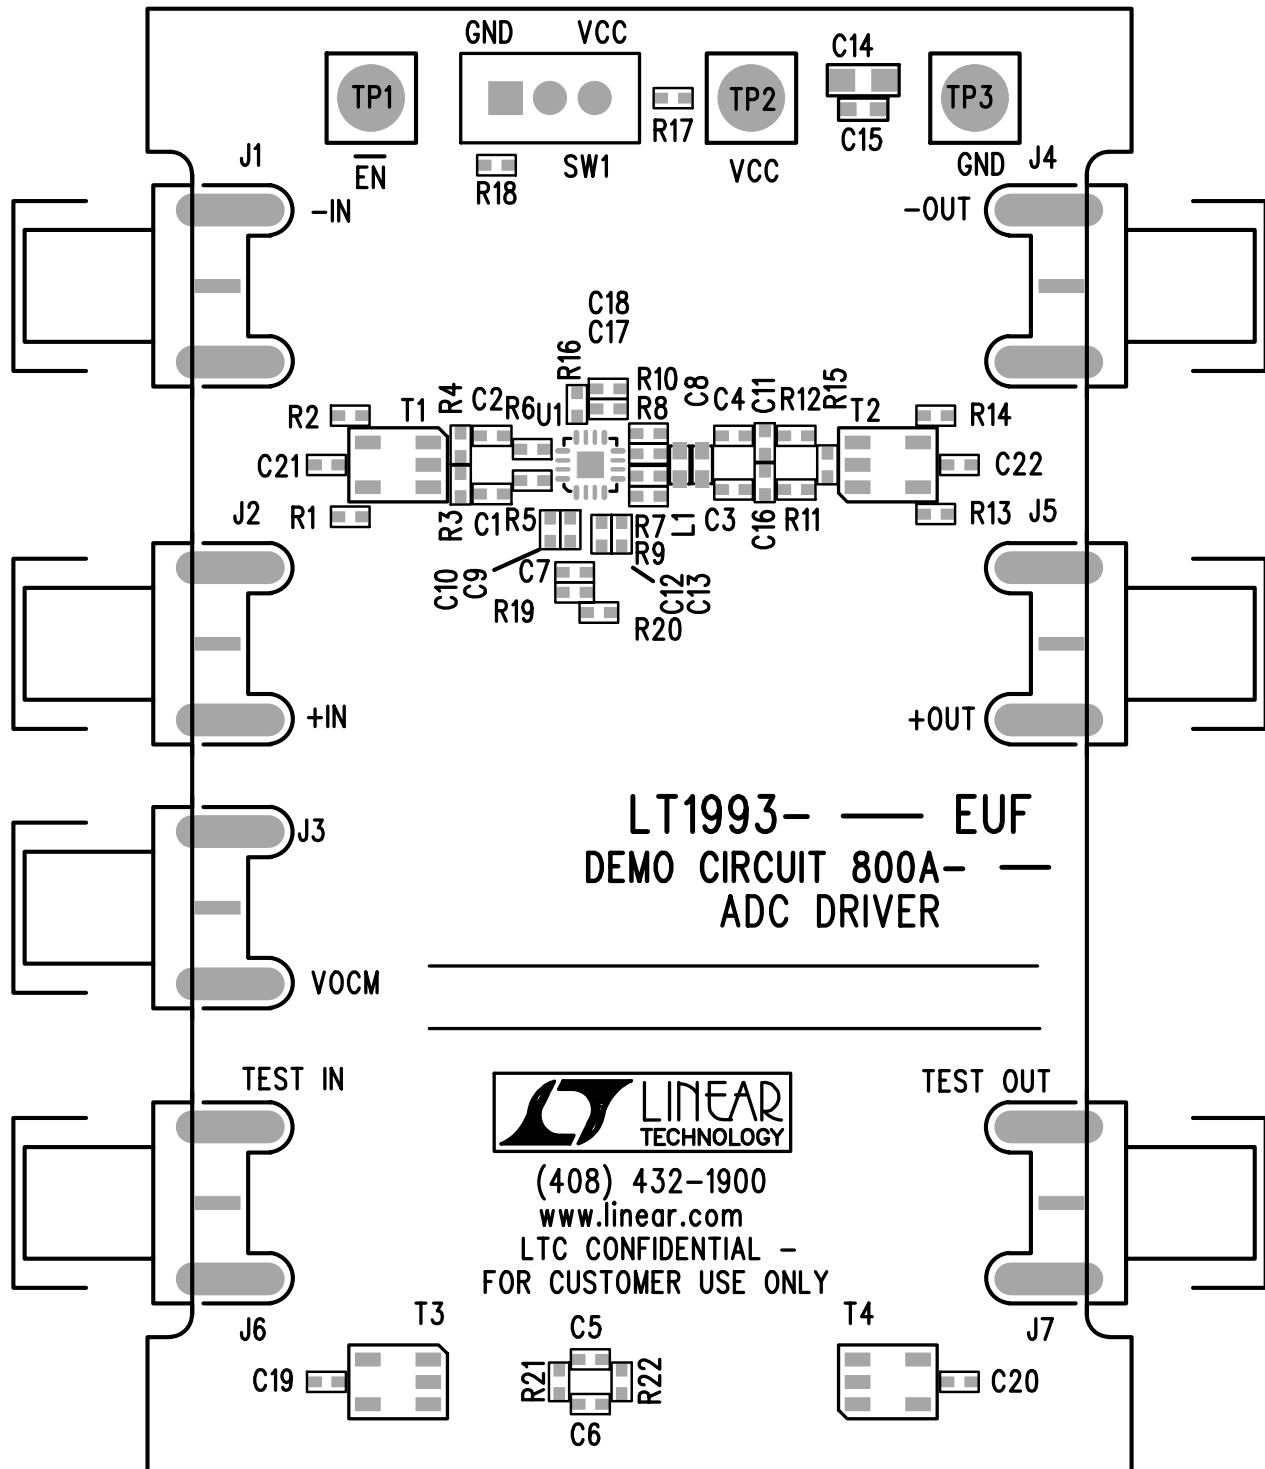 GND VCC
C14
TP1
TP2
TP3
C15
R17
J1
EN
SW1
VCC
GND
J4
R18
-IN
-OUT
C18
C17
R16
R10
R8
C8
C4
C11
R12
R15
T2
R14
R2
T1
R4
C2
R6
U1
C21
C22
J2
R1
R3
C1
R5
R7
R9
L1
C3
C16
R11
R13
J5
C10
C9
C7
C12
C13
R19
R20
+IN
+OUT
LT1993- — EUF
J3
DEMO CIRCUIT 800A- —
ADC DRIVER
VOCM
TEST IN
TEST OUT
LINEAR
TECHNOLOGY
(408) 432-1900
www.linear.com
LTC CONFIDENTIAL -
FOR CUSTOMER USE ONLY
J6
T3
C5
T4
J7
C19
R21
R22
C20
C6